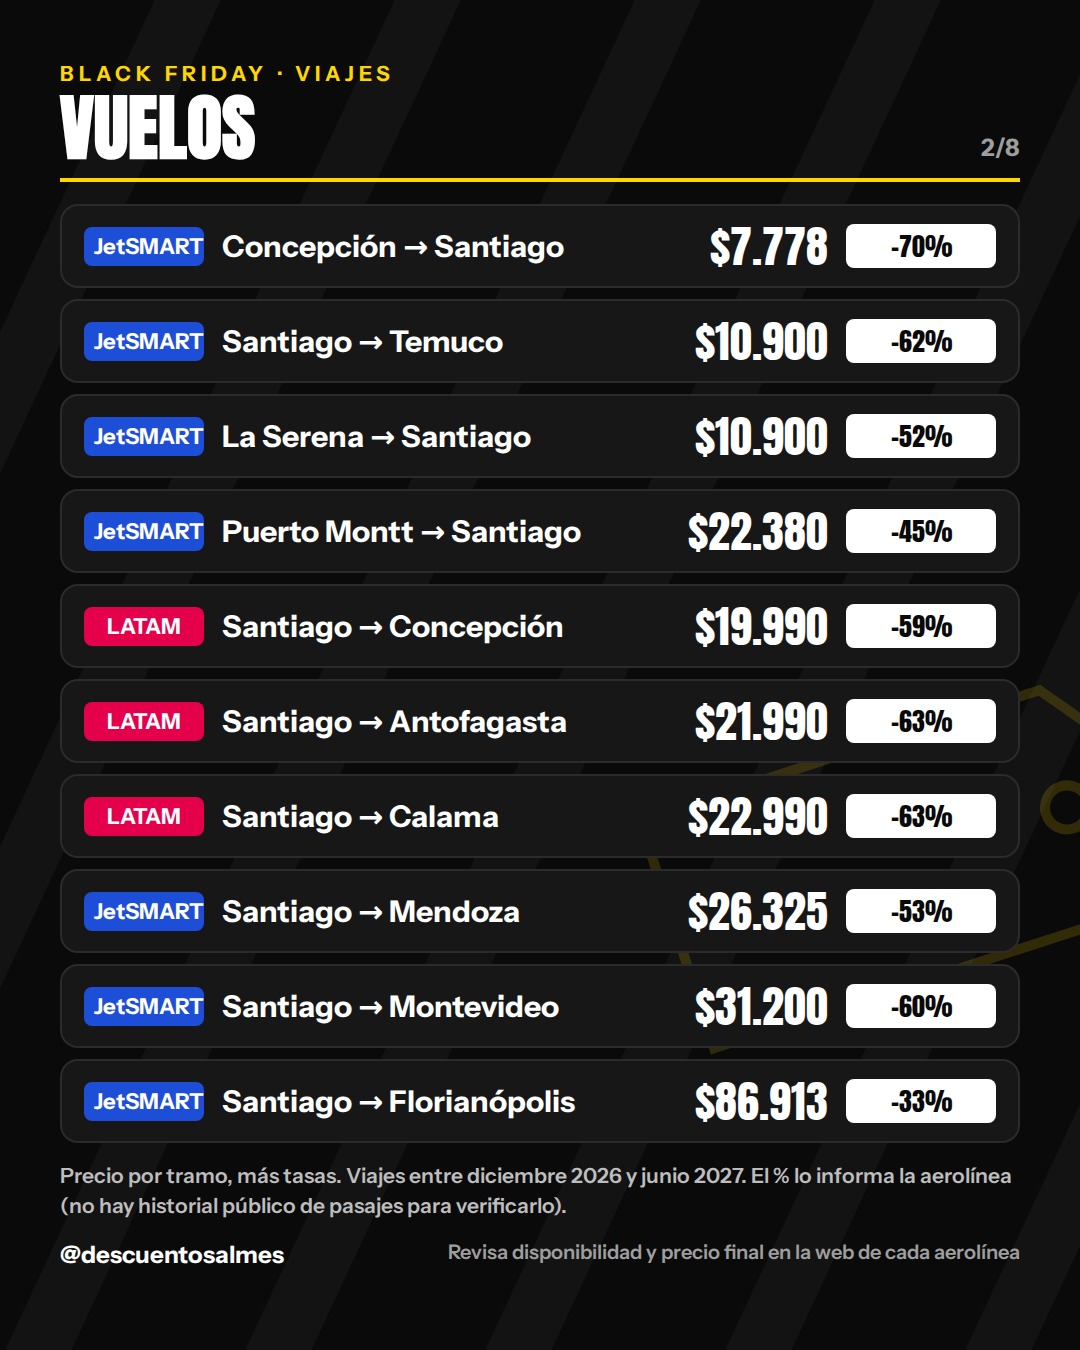 BLACK FRIDAY · VIAJES
VUELOS
2/8
JetSMART Concepción → Santiago $7.778 -70%
JetSMART Santiago → Temuco $10.900 -62%
JetSMART La Serena → Santiago $10.900 -52%
JetSMART Puerto Montt → Santiago $22.380 -45%
LATAM Santiago → Concepción $19.990 -59%
LATAM Santiago → Antofagasta $21.990 -63%
LATAM Santiago → Calama $22.990 -63%
JetSMART Santiago → Mendoza $26.325 -53%
JetSMART Santiago → Montevideo $31.200 -60%
JetSMART Santiago → Florianópolis $86.913 -33%
Precio por tramo, más tasas. Viajes entre diciembre 2026 y junio 2027. El % lo informa la aerolínea
(no hay historial público de pasajes para verificarlo).
@descuentosalmes Revisa disponibilidad y precio final en la web de cada aerolínea